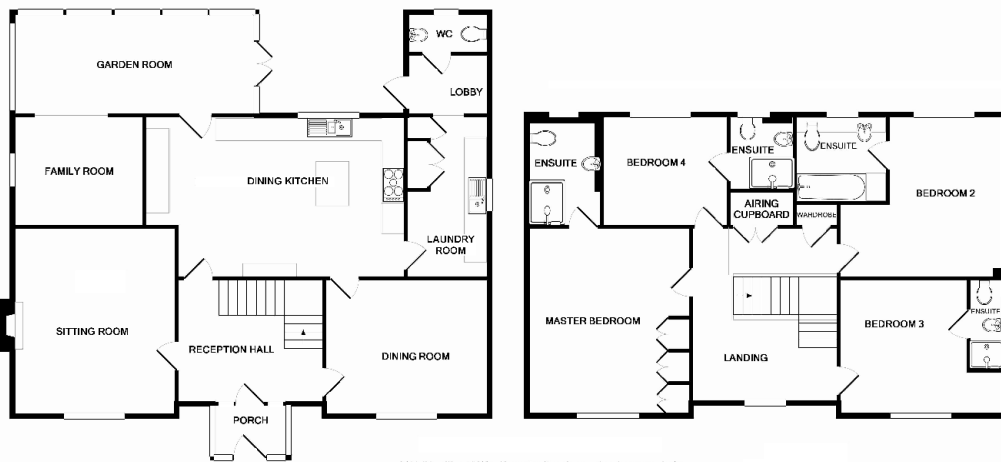 WC
GARDEN ROOM
LOBBY
ENSUITE
BEDROOM 4
ENSUITE
ENSUITE
FAMILY ROOM
DINING KITCHEN
BEDROOM 2
AIRING
CUPBOARD
WARDROBE
LAUNDRY
ROOM
SITTING ROOM
RECEPTION HALL
DINING ROOM
PORCH
MASTER BEDROOM
LANDING
BEDROOM 3
ENSUITE